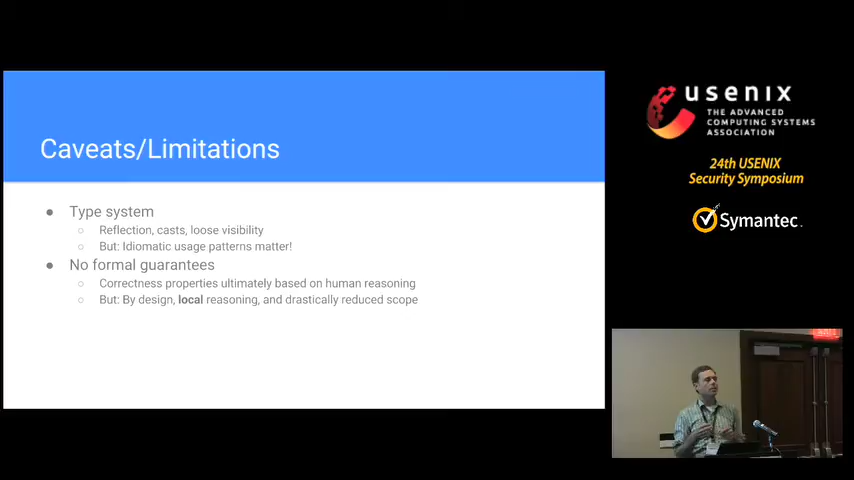 Caveats/Limitations
● Type system
○ Reflection, casts, loose visibility
○ But: Idiomatic usage patterns matter!
● No formal guarantees
○ Correctness properties ultimately based on human reasoning
○ But: By design, local reasoning, and drastically reduced scope
usenix
THE ADVANCED
COMPUTING SYSTEMS
ASSOCIATION
24th USENIX
Security Symposium
Symantec.